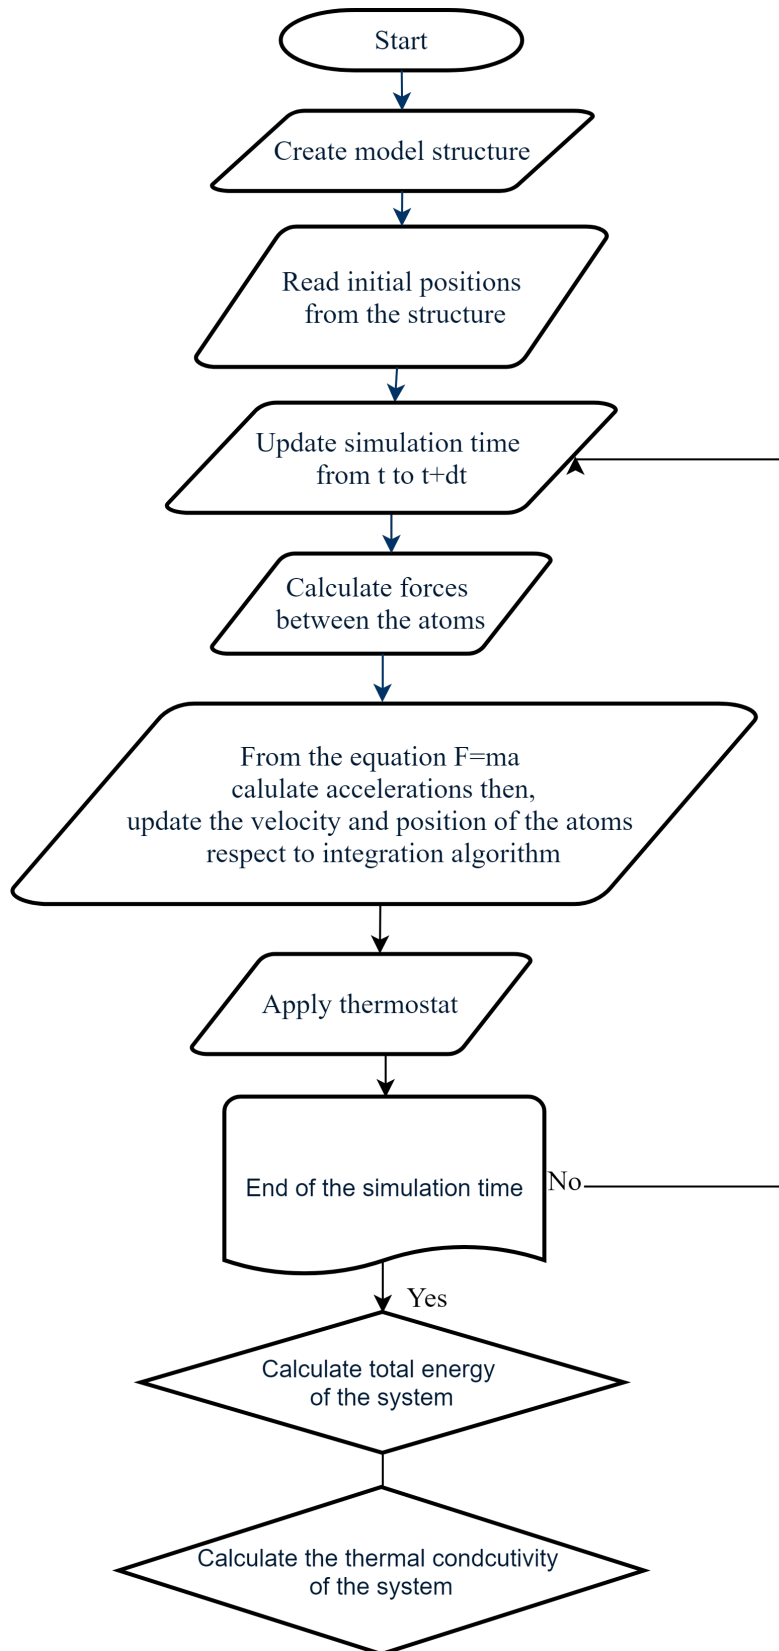 Start
Create model structure
Read initial positions
from the structure
Update simulation time
from t to t+dt
Calculate forces
between the atoms
From the equation F=ma
calulate accelerations then,
update the velocity and position of the atoms
respect to integration algorithm
Apply thermostat
End of the simulation time
No
Yes
Calculate total energy
of the system
Calculate the thermal condcutivity
of the system